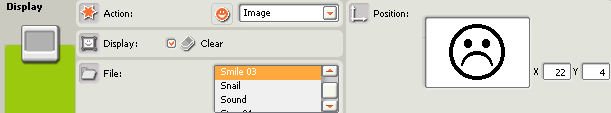 Display
Action:
Image
Position:
Display:
Clear
File:
Smile 03
Snail
Sound
X 22 Y 4